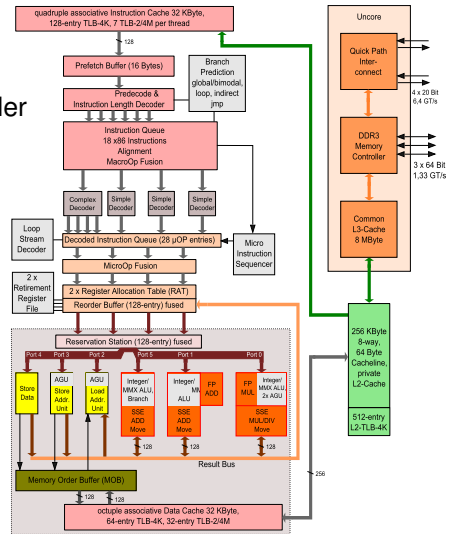 quadruple associative Instruction Cache 32 KByte,
128-entry TLB-4K, 7 TLB-2/4M per thread
128
Prefetch Buffer (16 Bytes)
Predecode &
Instruction Length Decoder
Branch
Prediction
global/bimodal,
loop, indirect
jmp
der
Instruction Queue
18 x86 Instructions
Alignment
MacroOp Fusion
Complex
Decoder
Simple
Decoder
Simple
Decoder
Simple
Decoder
Loop
Stream
Decoder
Decoded Instruction Queue (28 µOP entries)
Micro
Instruction
Sequencer
MicroOp Fusion
2 x
Retirement
Register
File
2 x Register Allocation Table (RAT)
Reorder Buffer (128-entry) fused
Reservation Station (128-entry) fused
Port 4
Port 3
Port 2
Port 5
Port 1
Port 0
Store
Data
AGU
Store
Addr.
Unit
AGU
Load
Addr.
Unit
Integer/
MMX ALU,
Branch
SSE
ADD
Move
Integer/
ALU
FP
ADD
SSE
ADD
Move
FP
MUL
Integer/
MMX ALU,
2x AGU
SSE
MUL/DIV
Move
128
128
128
Result Bus
Memory Order Buffer (MOB)
128
128
256
octuple associative Data Cache 32 KByte,
64-entry TLB-4K, 32-entry TLB-2/4M
Uncore
Quick Path
Inter-
connect
4 x 20 Bit
6,4 GT/s
DDR3
Memory
Controller
3 x 64 Bit
1,33 GT/s
Common
L3-Cache
8 MByte
256 KByte
8-way,
64 Byte
Cacheline,
private
L2-Cache
512-entry
L2-TLB-4K